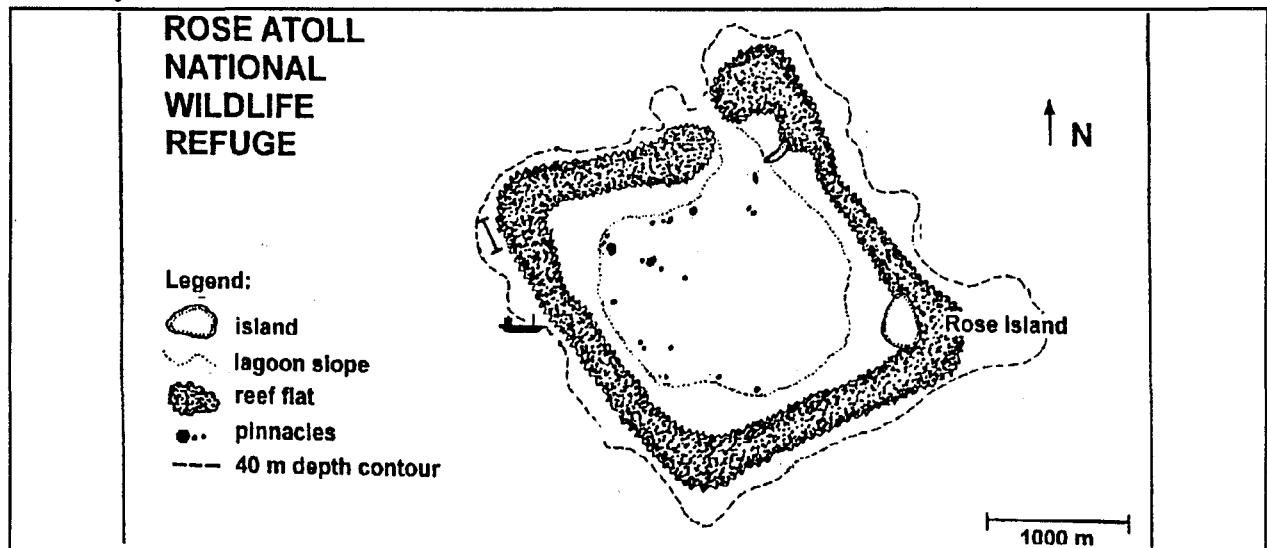 ROSE ATOLL
NATIONAL
WILDLIFE
REFUGE
N
Legend:
island
lagoon slope
reef flat
pinnacles
40 m depth contour
Rose Island
1000 m